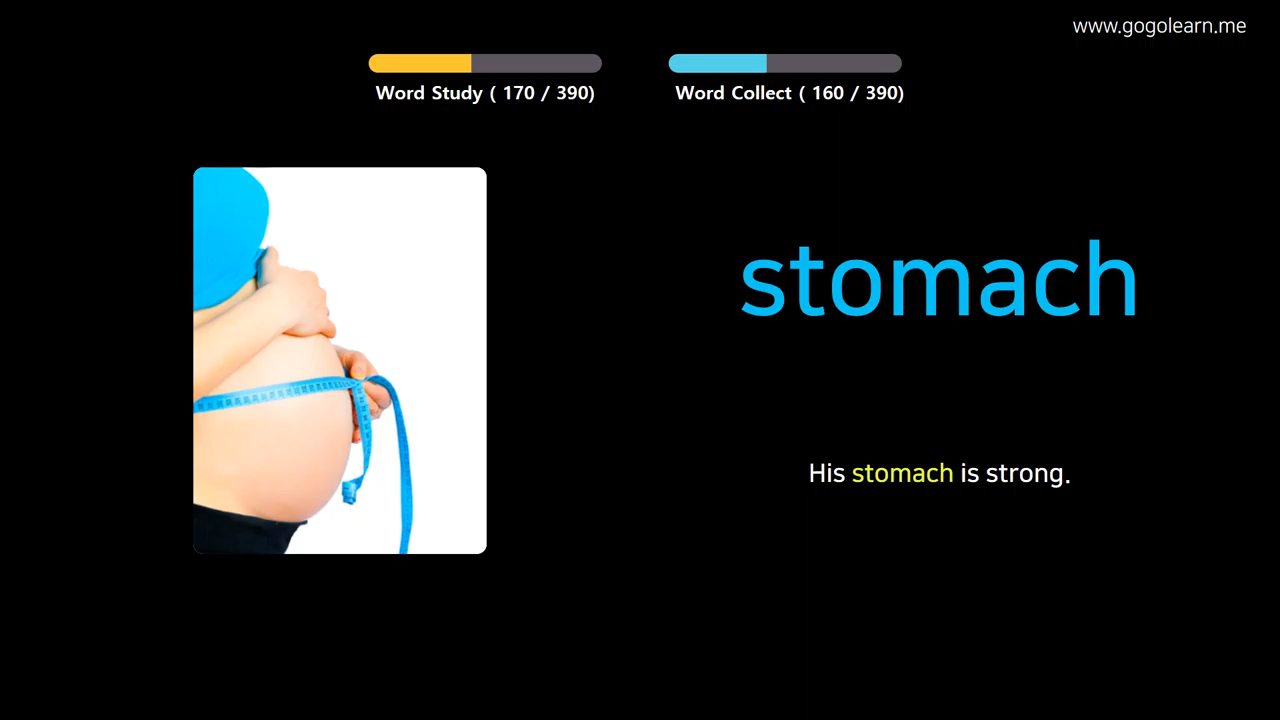 www.gogolearn.me
Word Study ( 170 / 390)
Word Collect ( 160 / 390)
stomach
His stomach is strong.